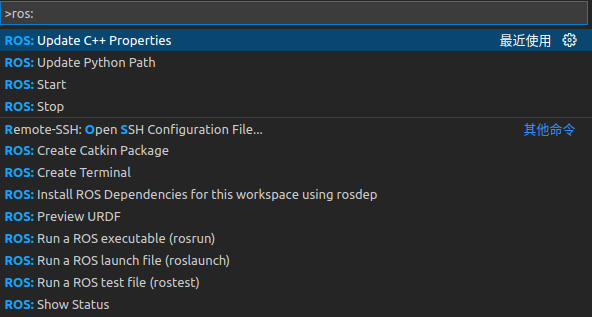 >ros:
ROS: Update C++ Properties 最近使用
ROS: Update Python Path
ROS: Start
ROS: Stop
Remote-SSH: Open SSH Configuration File... 其他命令
ROS: Create Catkin Package
ROS: Create Terminal
ROS: Install ROS Dependencies for this workspace using rosdep
ROS: Preview URDF
ROS: Run a ROS executable (rosrun)
ROS: Run a ROS launch file (roslaunch)
ROS: Run a ROS test file (rostest)
ROS: Show Status